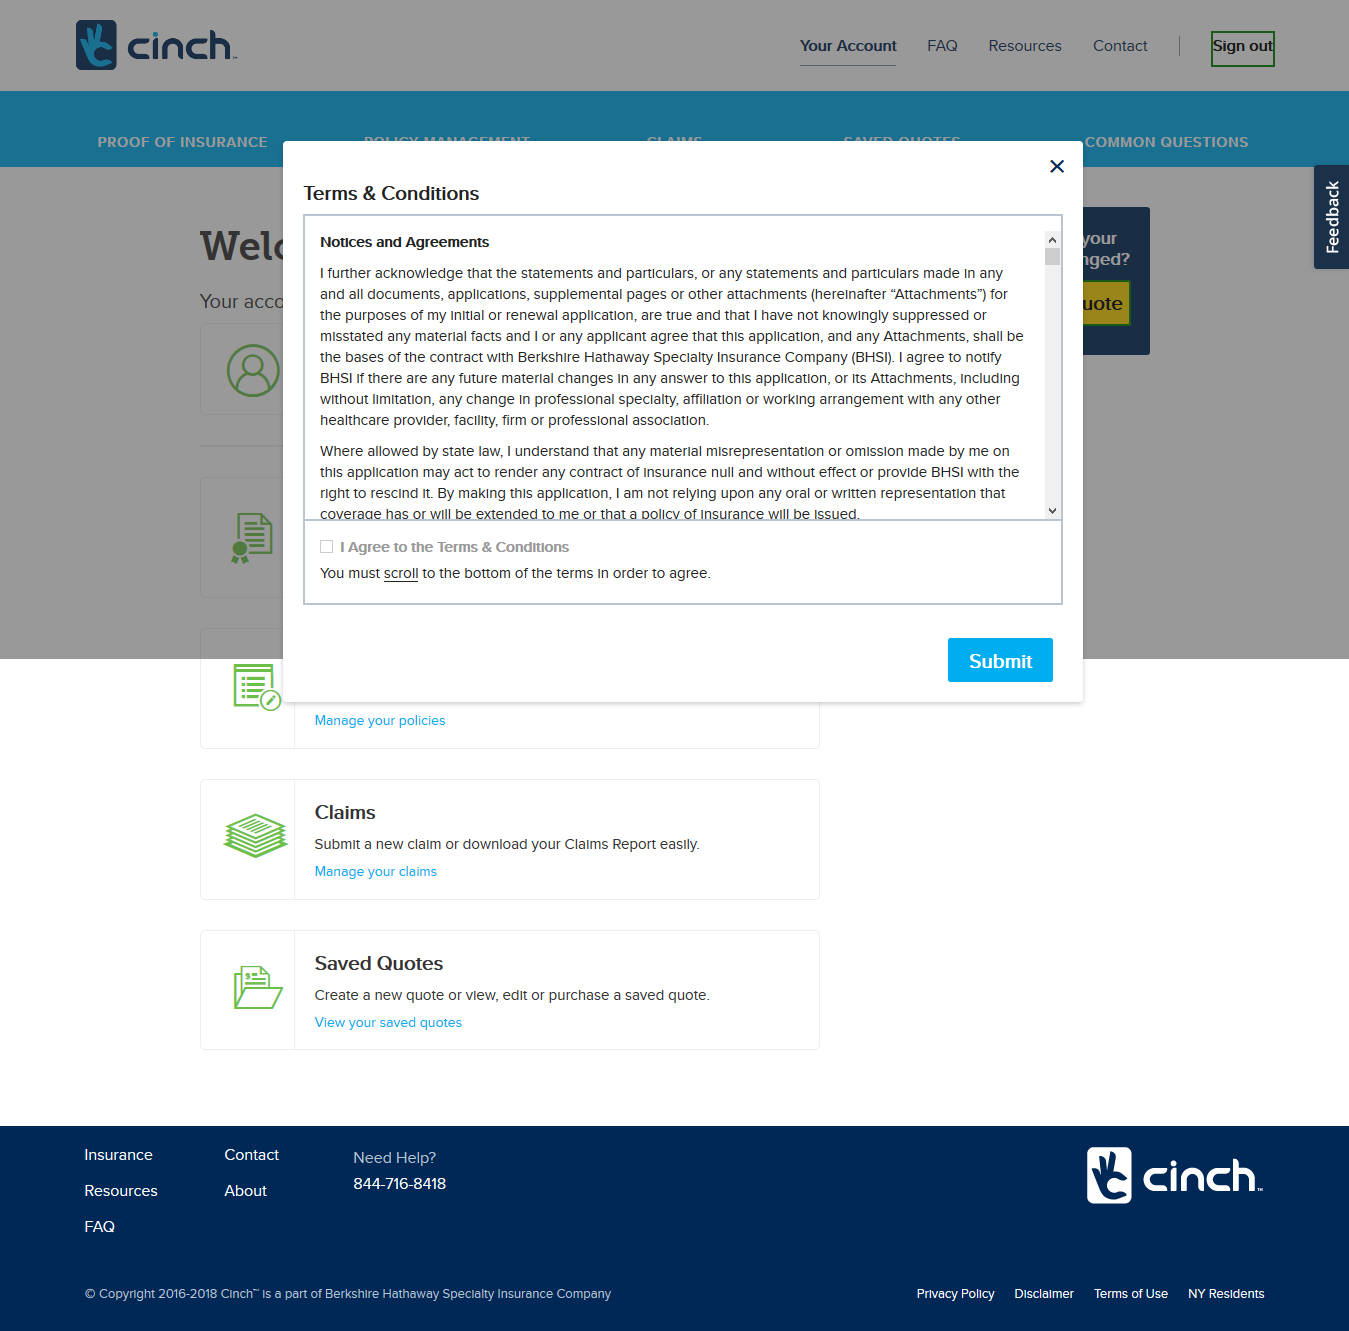 cinch
Your Account
FAQ
Resources
Contact
Sign out
PROOF OF INSURANCE
POLICY MANAGEMENT
CLAIMS
SAVED QUOTES
COMMON QUESTIONS
Feedback
Terms & Conditions
Notices and Agreements
I further acknowledge that the statements and particulars, or any statements and particulars made in any
and all documents, applications, supplemental pages or other attachments (hereinafter “Attachments”) for
the purposes of my initial or renewal application, are true and that I have not knowingly suppressed or
misstated any material facts and I or any applicant agree that this application, and any Attachments, shall be
the bases of the contract with Berkshire Hathaway Specialty Insurance Company (BHSI). I agree to notify
BHSI if there are any future material changes in any answer to this application, or its Attachments, including
without limitation, any change in professional specialty, affiliation or working arrangement with any other
healthcare provider, facility, firm or professional association.
Where allowed by state law, I understand that any material misrepresentation or omission made by me on
this application may act to render any contract of insurance null and without effect or provide BHSI with the
right to rescind it. By making this application, I am not relying upon any oral or written representation that
coverage has or will be extended to me or that a policy of insurance will be issued.
I Agree to the Terms & Conditions
You must scroll to the bottom of the terms in order to agree.
Submit
Your
your
Manage your policies
Claims
Submit a new claim or download your Claims Report easily.
Manage your claims
Saved Quotes
Create a new quote or view, edit or purchase a saved quote.
View your saved quotes
Insurance
Contact
Need Help?
Resources
About
844-716-8418
FAQ
cinch™
© Copyright 2016-2018 Cinch™ is a part of Berkshire Hathaway Specialty Insurance Company
Privacy Policy
Disclaimer
Terms of Use
NY Residents